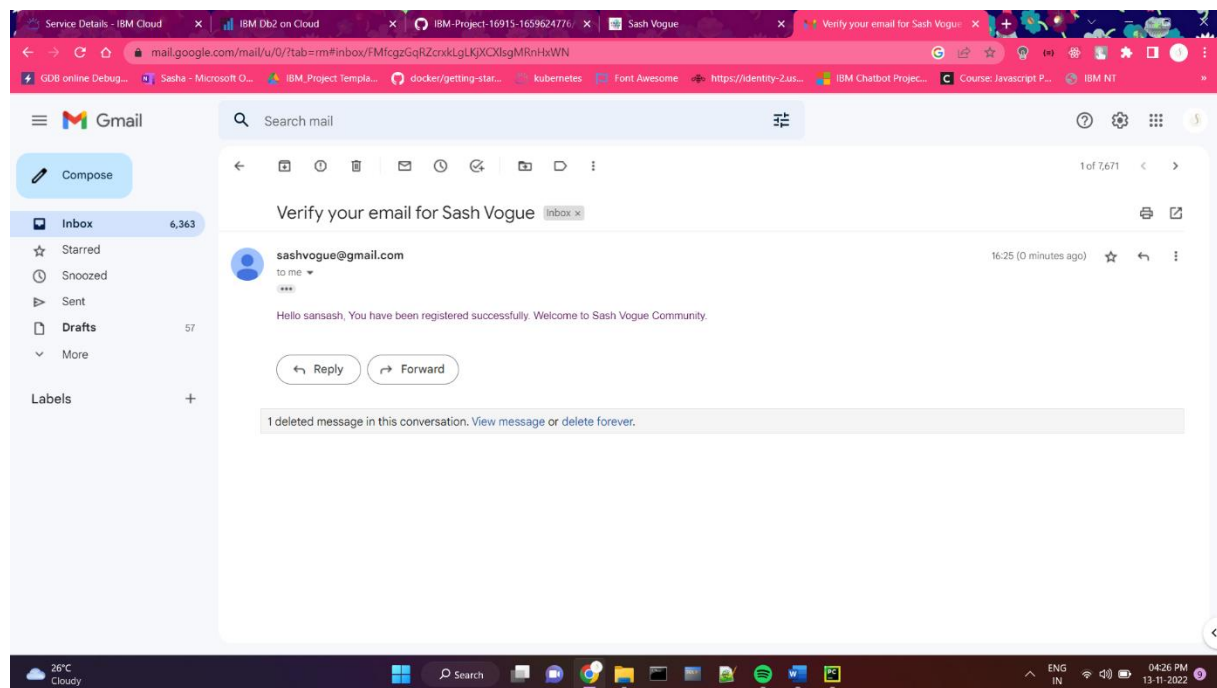 Service Details - IBM Cloud
IBM Db2 on Cloud
IBM-Project-16915-1659624776/
Sash Vogue
Verify your email for Sash Vogue
mail.google.com/mail/u/0/?tab=rm#inbox/FMfcgzGqRZcrxkLgLKjXCXlsgMRnHxWN
GDB online Debug...
Sasha - Microsoft O...
IBM_Project Templa...
docker/getting-star...
kubernetes
Font Awesome
https://identity-2.us...
IBM Chatbot Projec...
Course: Javascript P...
IBM NT
»
Gmail
Search mail
Compose
1 of 7,671
Inbox 6,363
Starred
Snoozed
Sent
Drafts 57
More
Labels +
Verify your email for Sash Vogue Inbox ×
sashvogue@gmail.com
16:25 (0 minutes ago)
to me
Hello sansash, You have been registered successfully. Welcome to Sash Vogue Community.
Reply
Forward
1 deleted message in this conversation. View message or delete forever.
26°C
Cloudy
Search
ENG
IN
04:26 PM
13-11-2022
9